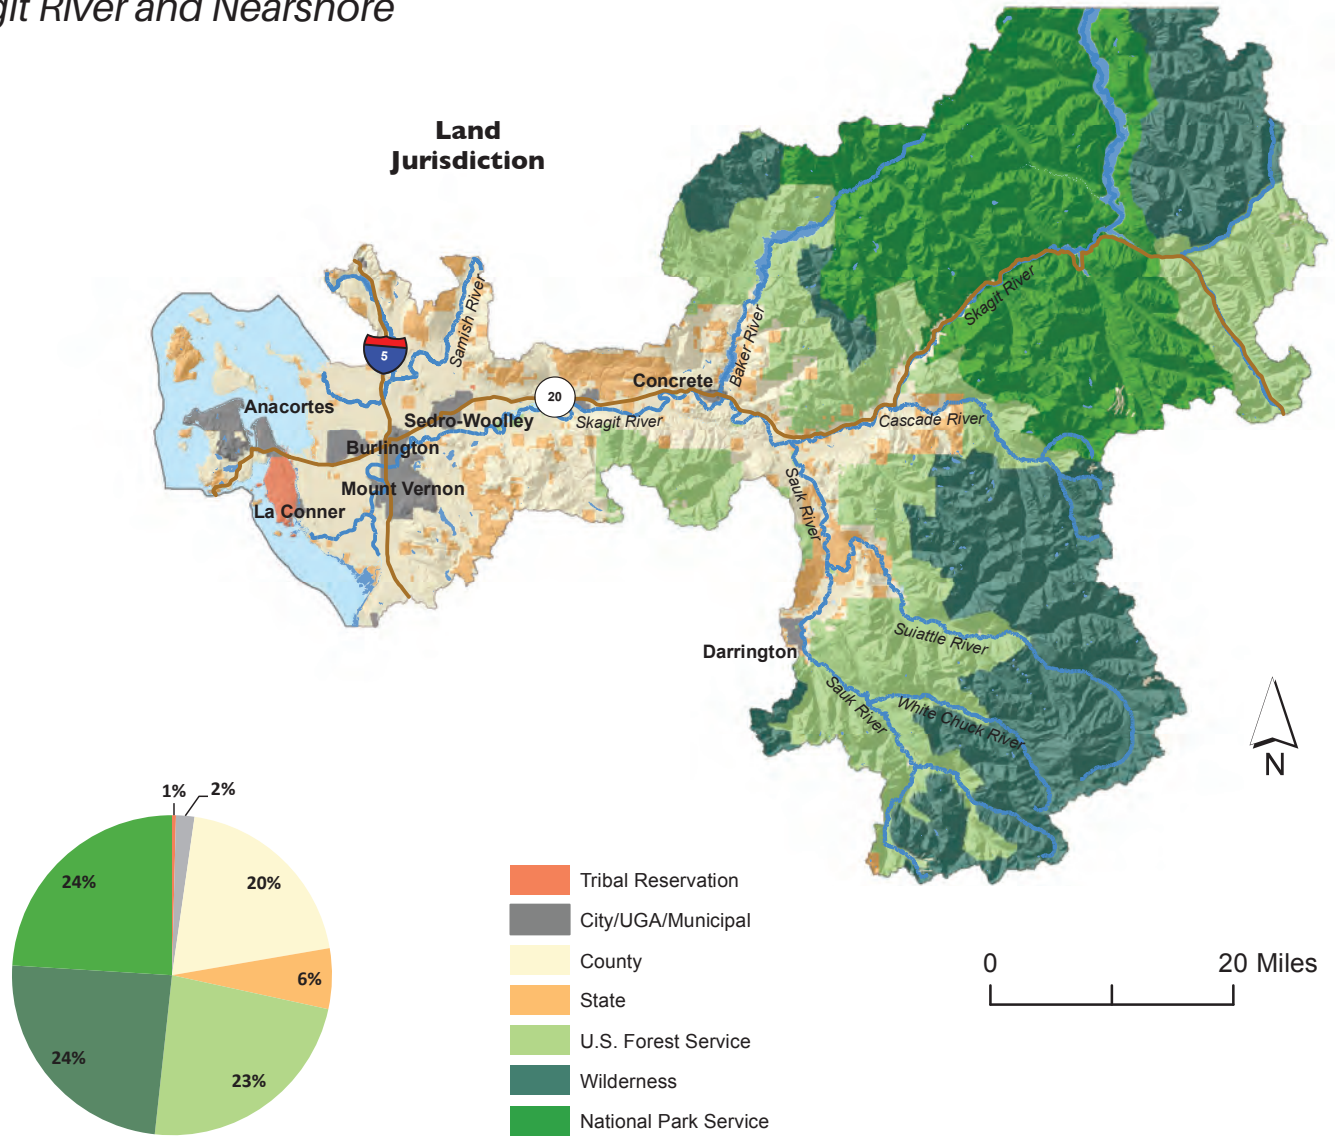 git River and Nearshore
Land
Jurisdiction
Samish River
5
Baker River
Skagit River
Concrete
20
Anacortes
Sedro-Woolley
Skagit River
Cascade River
Burlington
Mount Vernon
La Conner
Sauk River
Suiattle River
Darrington
Sauk River
White Chuck River
N
1%
2%
24%
20%
6%
24%
23%
Tribal Reservation
City/UGA/Municipal
County
State
U.S. Forest Service
Wilderness
National Park Service
0 20 Miles